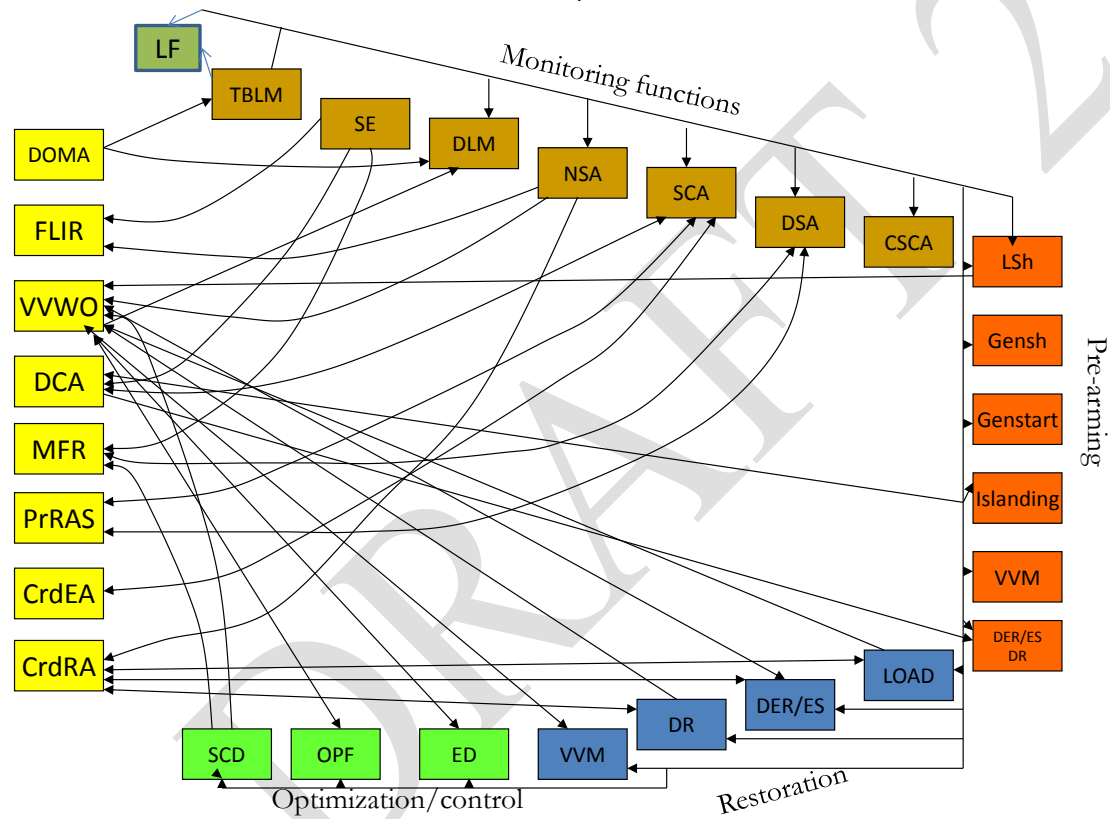 LF
TBLM
Monitoring functions
SE
DLM
DOMA
NSA
SCA
DSA
CSCA
FLIR
LSh
VVWO
Gensh
Pre-arming
DCA
Genstart
MFR
PrRAS
Islanding
CrdEA
VVM
CrdRA
DER/ES
DR
LOAD
DER/ES
DR
SCD
OPF
ED
VVM
Optimization/control
Restoration
DRAFT 2